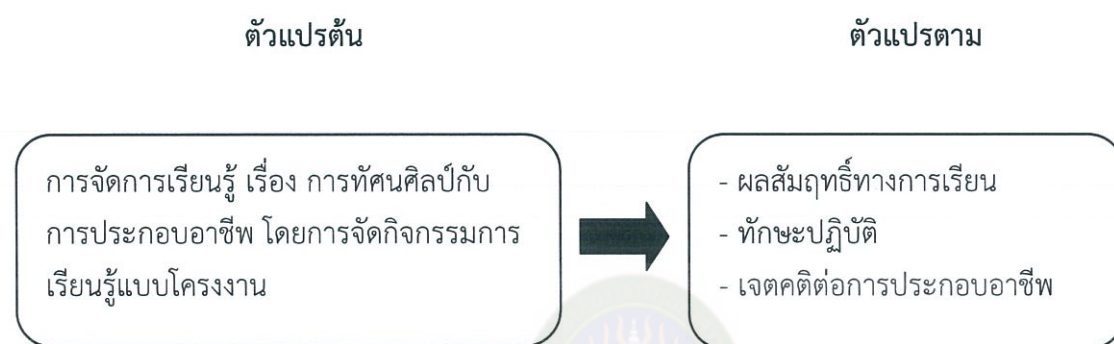 ตัวแปรต้น
ตัวแปรตาม
การจัดการเรียนรู้ เรื่อง การทัศนศิลป์กับ
การประกอบอาชีพ โดยการจัดกิจกรรมการ
เรียนรู้แบบโครงงาน
- ผลสัมฤทธิ์ทางการเรียน
- ทักษะปฏิบัติ
- เจตคติต่อการประกอบอาชีพ